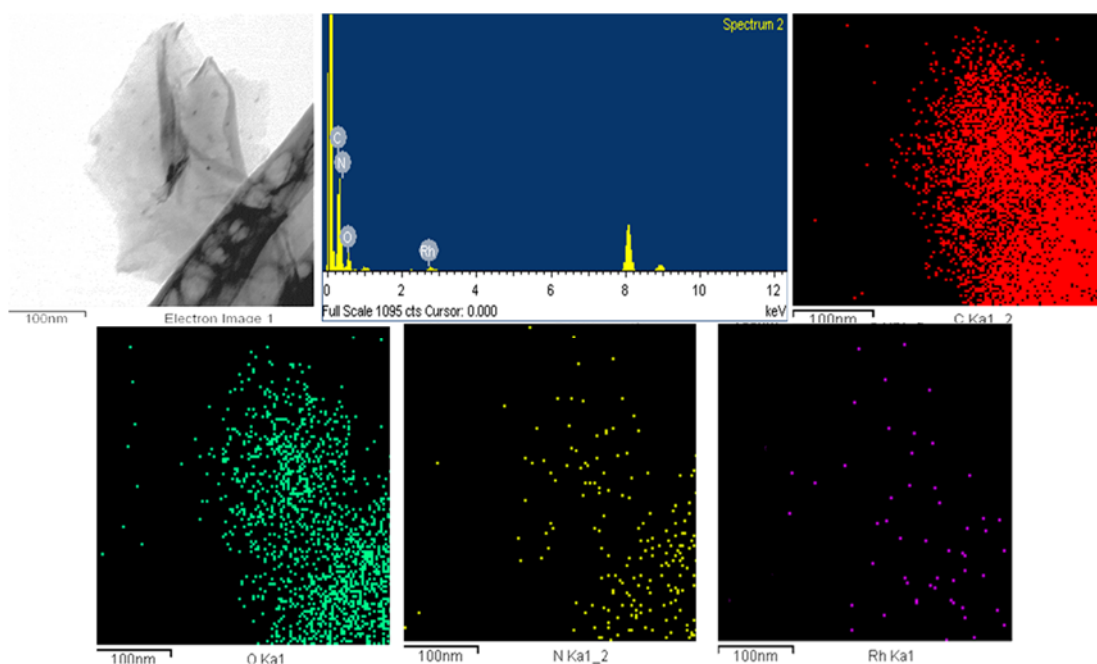 Spectrum 2
C
N
O
Rh
0 2 4 6 8 10 12
Full Scale 1095 cts Cursor: 0.000 keV
100nm Electron Image 1
100nm C Ka1_2
100nm O Ka1
100nm N Ka1_2
100nm Rh Ka1